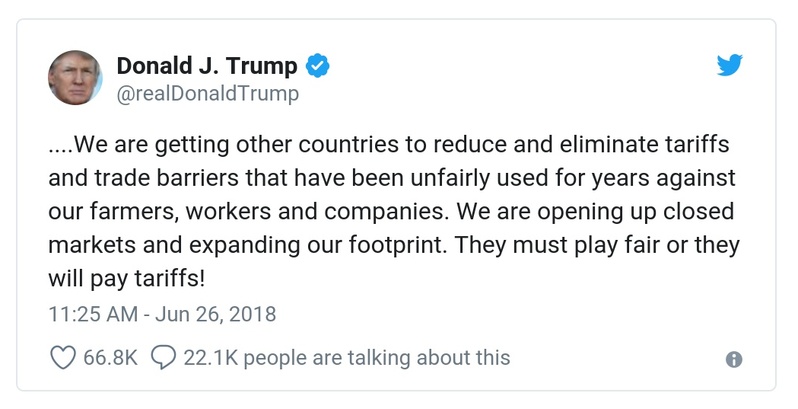 Donald J. Trump
@realDonaldTrump
....We are getting other countries to reduce and eliminate tariffs
and trade barriers that have been unfairly used for years against
our farmers, workers and companies. We are opening up closed
markets and expanding our footprint. They must play fair or they
will pay tariffs!
11:25 AM - Jun 26, 2018
66.8K 22.1K people are talking about this